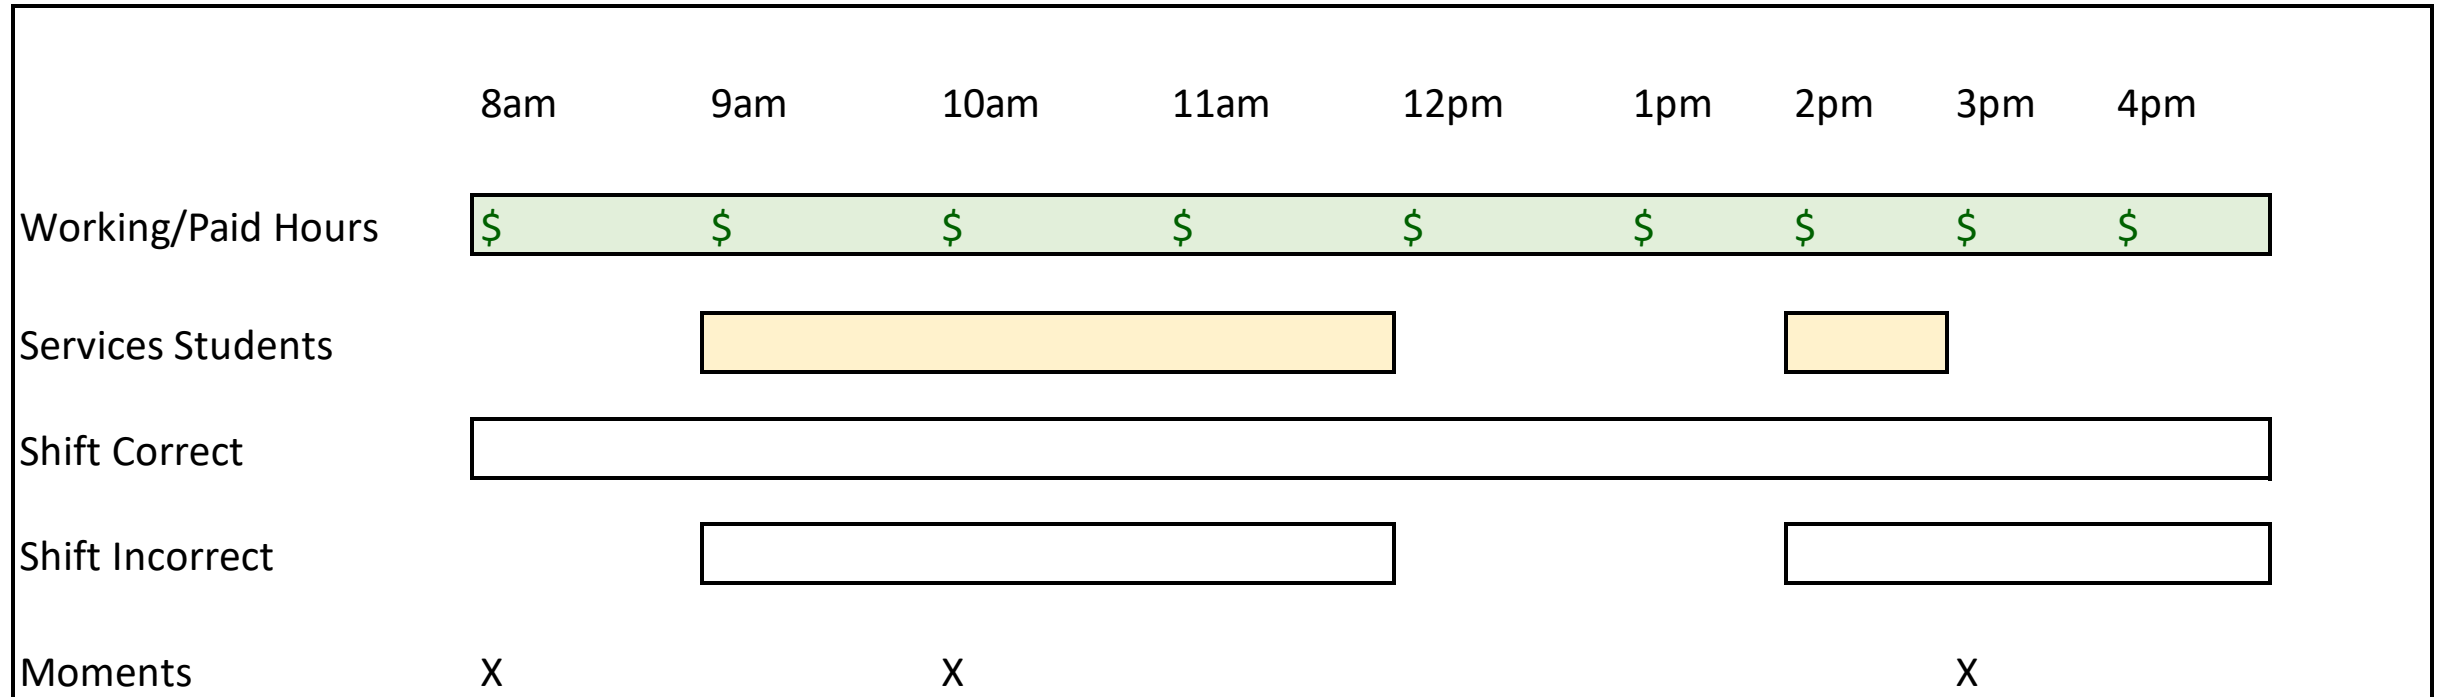 8am 9am 10am 11am 12pm 1pm 2pm 3pm 4pm
Working/Paid Hours $ $ $ $ $ $ $ $ $
Services Students
Shift Correct
Shift Incorrect
Moments X X X